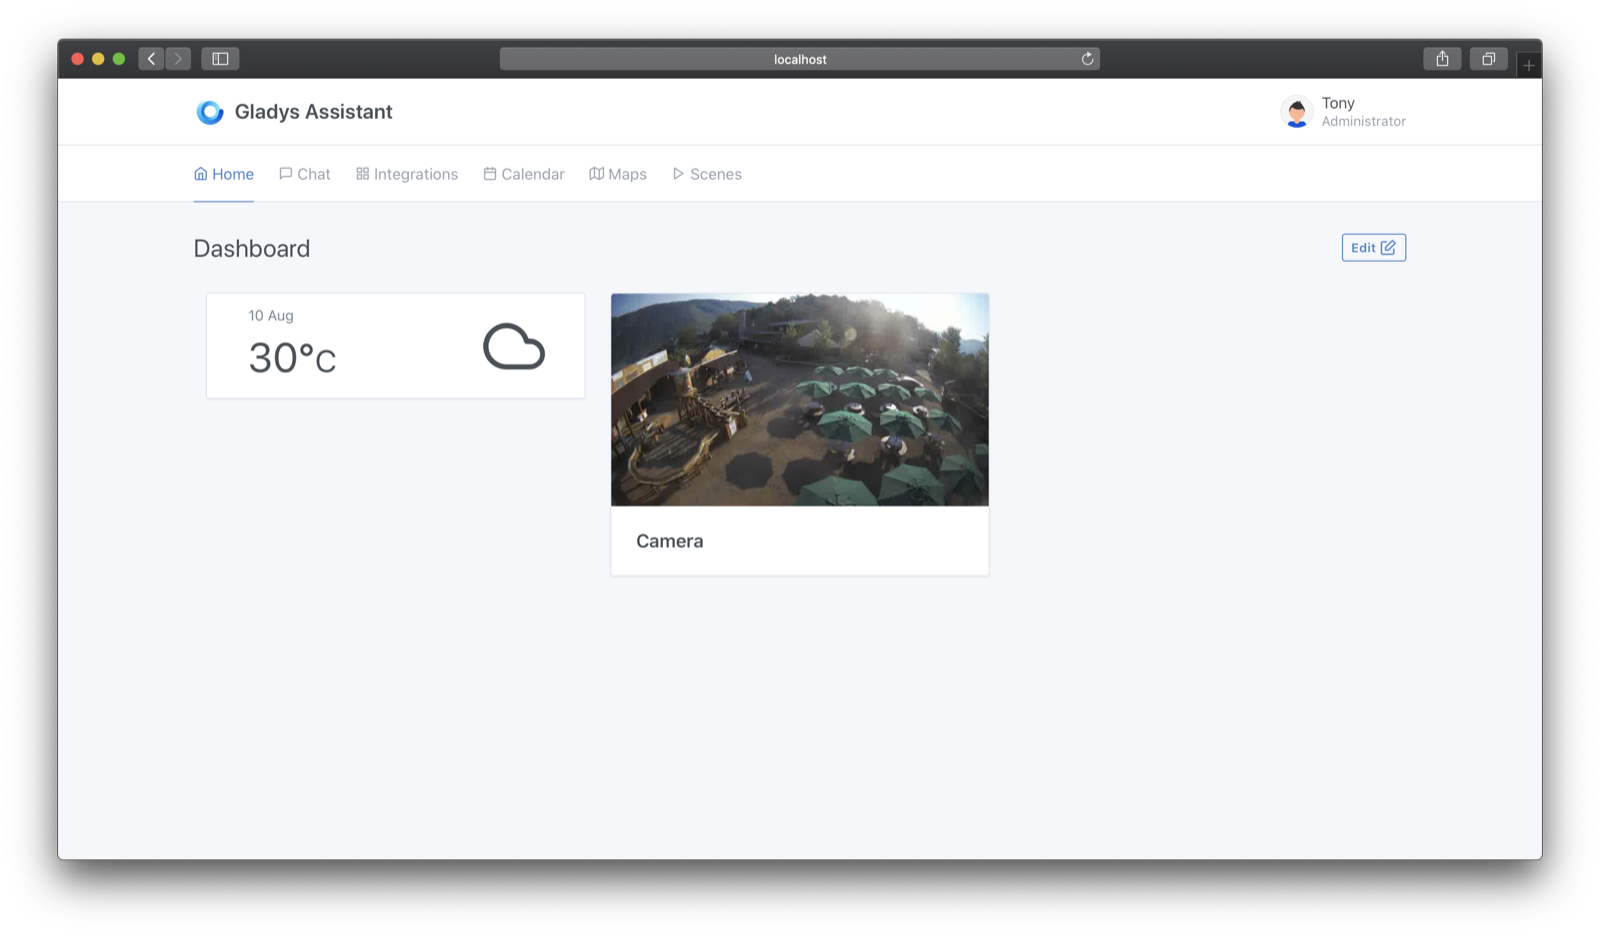 localhost
Gladys Assistant
Tony
Administrator
Home Chat Integrations Calendar Maps Scenes
Dashboard
Edit
10 Aug
30°C
Camera